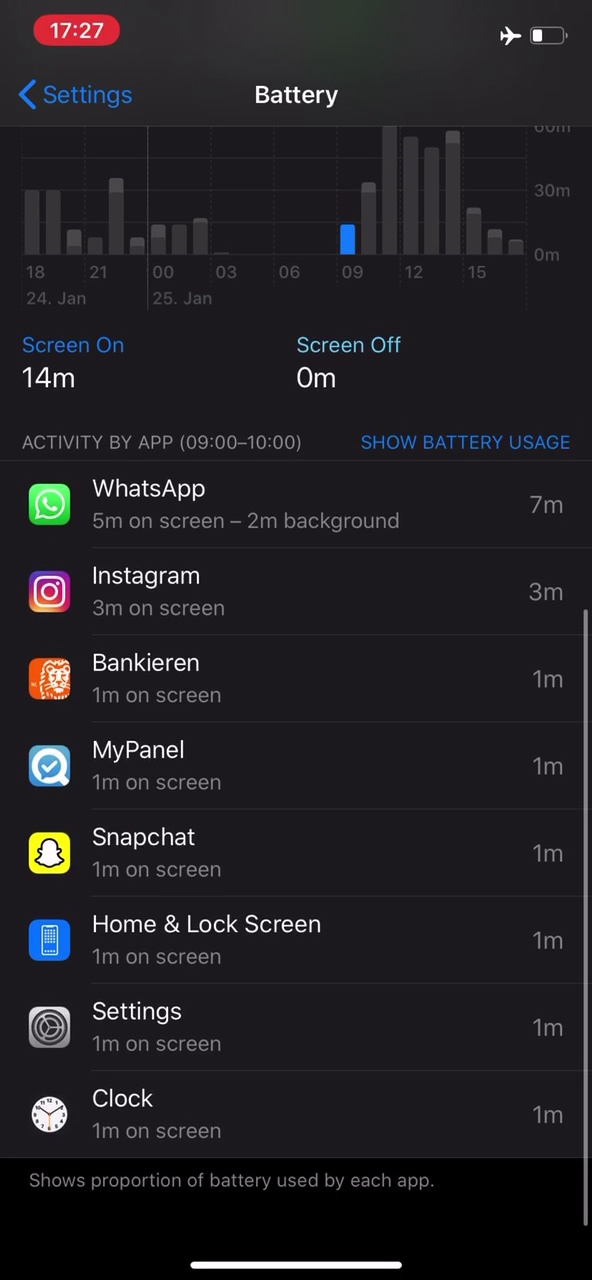 17:27
Settings
Battery
60m
30m
0m
18 21 00 03 06 09 12 15
24. Jan 25. Jan
Screen On Screen Off
14m 0m
ACTIVITY BY APP (09:00–10:00) SHOW BATTERY USAGE
WhatsApp
5m on screen – 2m background 7m
Instagram
3m on screen 3m
Bankieren
1m on screen 1m
MyPanel
1m on screen 1m
Snapchat
1m on screen 1m
Home & Lock Screen
1m on screen 1m
Settings
1m on screen 1m
Clock
1m on screen 1m
Shows proportion of battery used by each app.